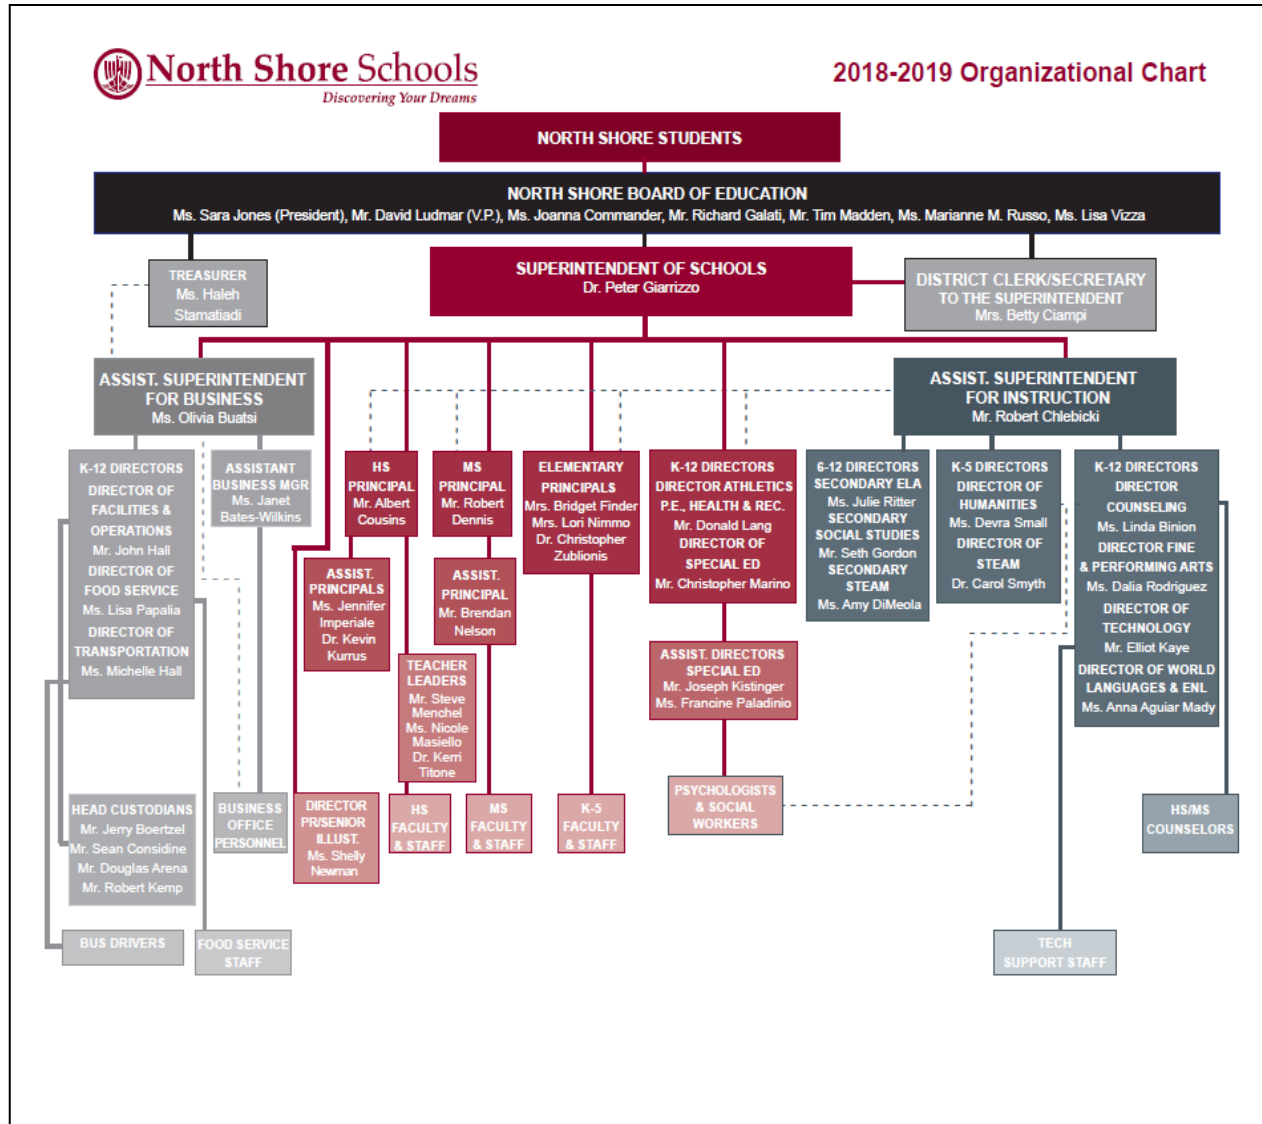 North Shore Schools
Discovering Your Dreams
2018-2019 Organizational Chart
NORTH SHORE STUDENTS
NORTH SHORE BOARD OF EDUCATION
Ms. Sara Jones (President), Mr. David Ludmar (V.P.), Ms. Joanna Commander, Mr. Richard Galati, Mr. Tim Madden, Ms. Marianne M. Russo, Ms. Lisa Vizza
TREASURER
Ms. Haleh
Stamatiadi
SUPERINTENDENT OF SCHOOLS
Dr. Peter Giarrizzo
DISTRICT CLERK/SECRETARY
TO THE SUPERINTENDENT
Mrs. Betty Ciampi
ASSIST. SUPERINTENDENT
FOR BUSINESS
Ms. Olivia Buatsi
ASSIST. SUPERINTENDENT
FOR INSTRUCTION
Mr. Robert Chlebicki
K-12 DIRECTORS
DIRECTOR OF
FACILITIES &
OPERATIONS
Mr. John Hall
DIRECTOR OF
FOOD SERVICE
Ms. Lisa Papalia
DIRECTOR OF
TRANSPORTATION
Ms. Michelle Hall
ASSISTANT
BUSINESS MGR
Ms. Janet
Bates-Wilkins
HS
PRINCIPAL
Mr. Albert
Cousins
MS
PRINCIPAL
Mr. Robert
Dennis
ELEMENTARY
PRINCIPALS
Mrs. Bridget Finder
Mrs. Lori Nimmo
Dr. Christopher
Zublionis
K-12 DIRECTORS
DIRECTOR ATHLETICS
P.E., HEALTH & REC.
Mr. Donald Lang
DIRECTOR OF
SPECIAL ED
Mr. Christopher Marino
6-12 DIRECTORS
SECONDARY ELA
Ms. Julie Ritter
SECONDARY
SOCIAL STUDIES
Mr. Seth Gordon
SECONDARY
STEAM
Ms. Amy DiMeola
K-5 DIRECTORS
DIRECTOR OF
HUMANITIES
Ms. Devra Small
DIRECTOR OF
STEAM
Dr. Carol Smyth
K-12 DIRECTORS
DIRECTOR
COUNSELING
Ms. Linda Binion
DIRECTOR FINE
& PERFORMING ARTS
Ms. Dalia Rodriguez
DIRECTOR OF
TECHNOLOGY
Mr. Elliot Kaye
DIRECTOR OF WORLD
LANGUAGES & ENL
Ms. Anna Aguiar Mady
ASSIST.
PRINCIPALS
Ms. Jennifer
Imperiale
Dr. Kevin
Kurrus
ASSIST.
PRINCIPAL
Mr. Brendan
Nelson
TEACHER
LEADERS
Mr. Steve
Menchel
Ms. Nicole
Masiello
Dr. Kerri
Titone
ASSIST. DIRECTORS
SPECIAL ED
Mr. Joseph Kistinger
Ms. Francine Paladinio
PSYCHOLOGISTS
& SOCIAL
WORKERS
HEAD CUSTODIANS
Mr. Jerry Boertzel
Mr. Sean Considine
Mr. Douglas Arena
Mr. Robert Kemp
BUSINESS
OFFICE
PERSONNEL
DIRECTOR
PR/SENIOR
ILLUST.
Ms. Shelly
Newman
HS
FACULTY
& STAFF
MS
FACULTY
& STAFF
K-5
FACULTY
& STAFF
HS/MS
COUNSELORS
BUS DRIVERS
FOOD SERVICE
STAFF
TECH
SUPPORT STAFF